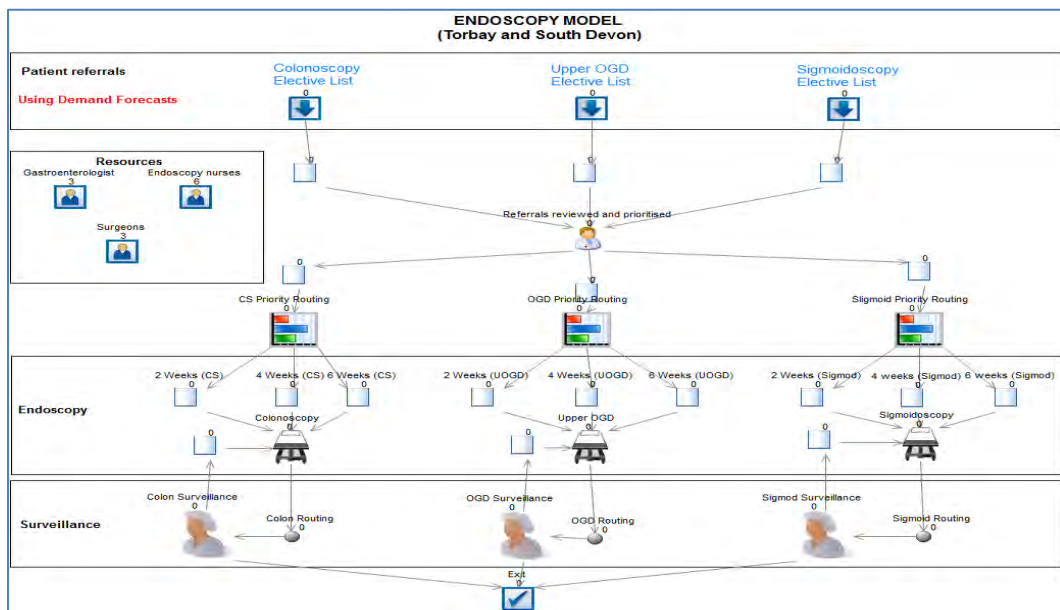 ENDOSCOPY MODEL
(Torbay and South Devon)
Patient referrals
Using Demand Forecasts
Colonoscopy
Elective List
0
Upper OGD
Elective List
0
Sigmoidoscopy
Elective List
0
0
0
0
Resources
Gastroenterologist
3
Endoscopy nurses
6
Surgeons
3
Referrals reviewed and prioritised
0
0
0
0
CS Priority Routing
0
OGD Priority Routing
0
Sligmoid Priority Routing
0
Endoscopy
2 Weeks (CS)
0
4 Weeks (CS)
0
6 Weeks (CS)
0
2 Weeks (UOGD)
0
4 Weeks (UOGD)
0
6 Weeks (UOGD)
0
2 Weeks (Sigmod)
0
4 weeks (Sigmod)
0
6 weeks (Sigmod)
0
Colonoscopy
0
0
Upper OGD
0
0
Sigmoidoscopy
0
0
Surveillance
Colon Surveillance
0
Colon Routing
0
OGD Surveillance
0
OGD Routing
0
Sigmod Surveillance
0
Sigmoid Routing
0
Exit
0